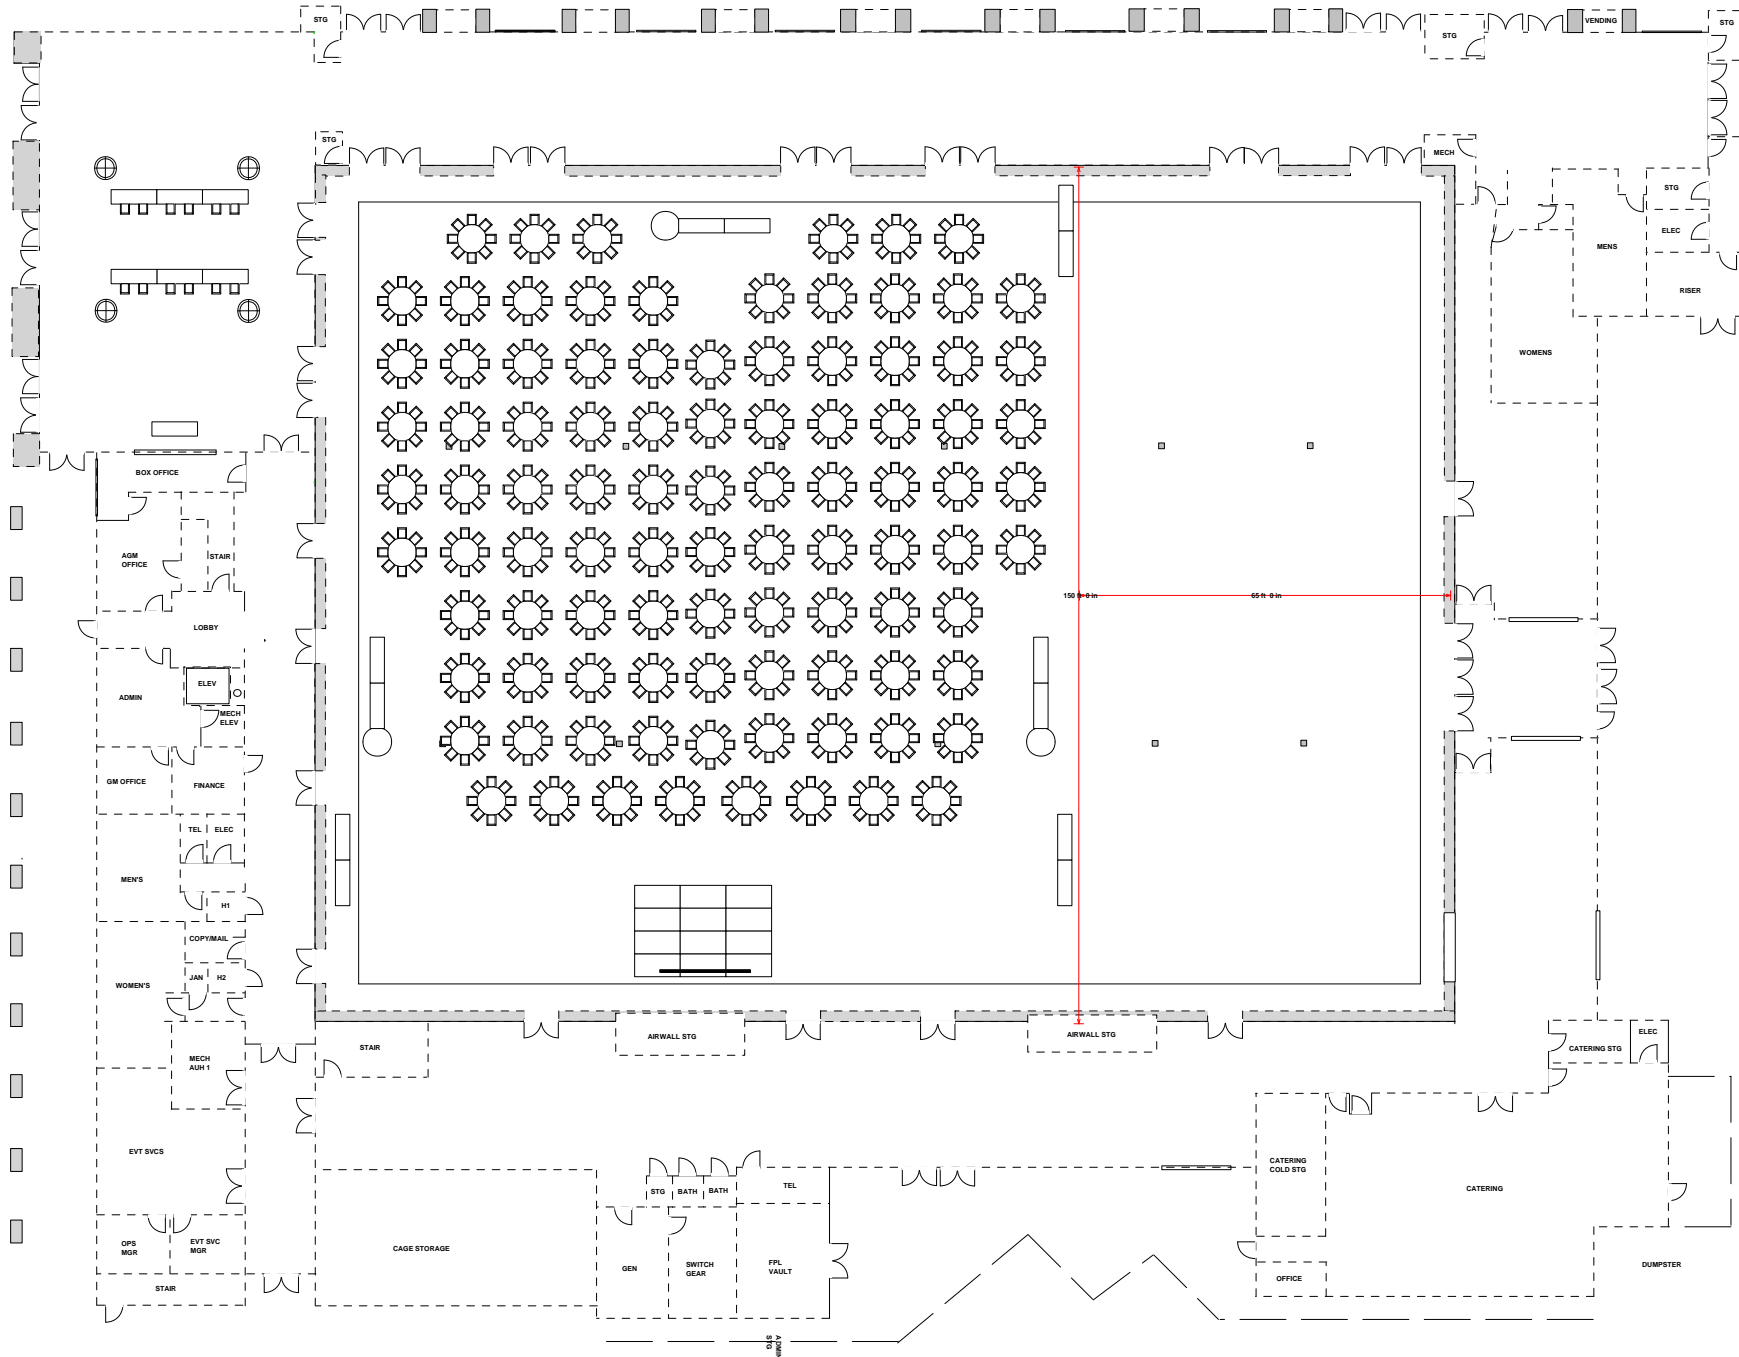 STG
VENDING
STG
STG
STG
MECH
STG
MENS
ELEC
RISER
WOMENS
BOX OFFICE
AGM
OFFICE
STAIR
150 ft 0 in
65 ft 0 in
LOBBY
ELEV
ADMIN
MECH
ELEV
GM OFFICE
FINANCE
TEL
ELEC
MEN'S
H1
COPY/MAIL
JAN
H2
WOMEN'S
STAIR
AIRWALL STG
AIRWALL STG
ELEC
CATERING STG
MECH
AUH 1
EVT SVCS
CATERING
COLD STG
CATERING
STG
BATH
BATH
TEL
OPS
MGR
EVT SVC
MGR
CAGE STORAGE
GEN
SWITCH
GEAR
FPL
VAULT
OFFICE
DUMPSTER
STAIR
ADMIN
STG